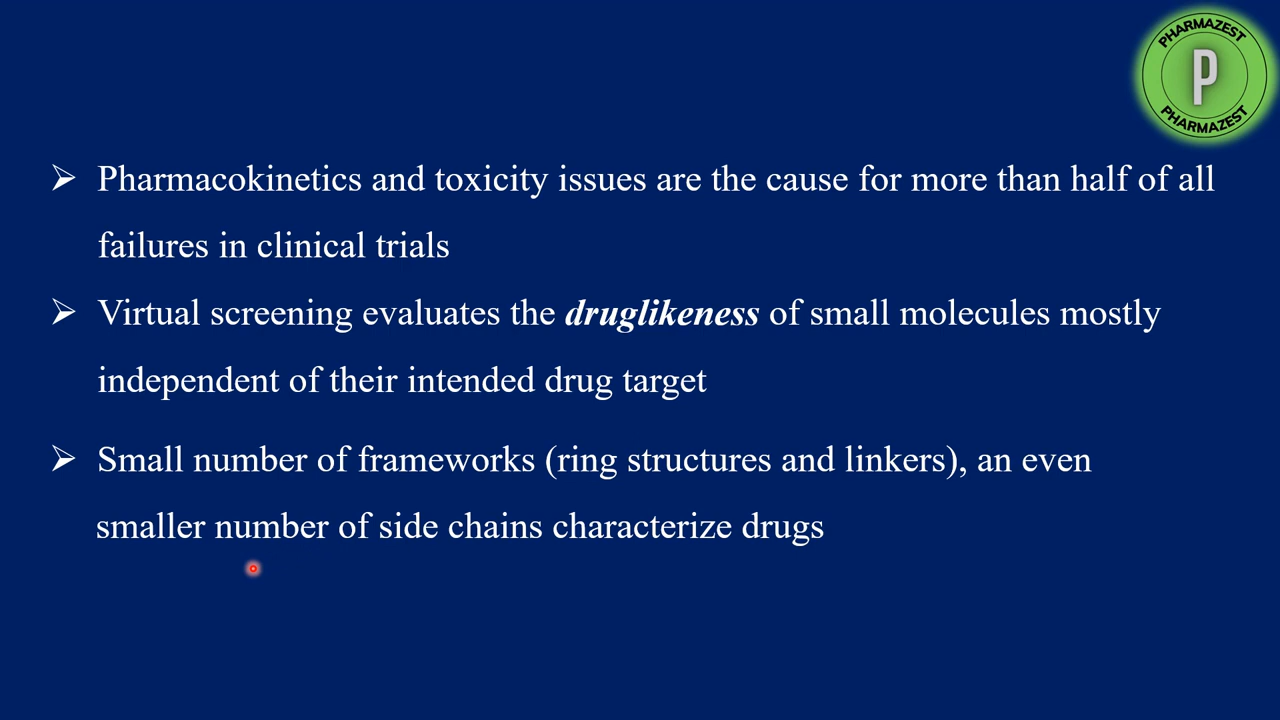 PHARMAZEST
P
PHARMAZEST
➢ Pharmacokinetics and toxicity issues are the cause for more than half of all
failures in clinical trials
➢ Virtual screening evaluates the druglikeness of small molecules mostly
independent of their intended drug target
➢ Small number of frameworks (ring structures and linkers), an even
smaller number of side chains characterize drugs